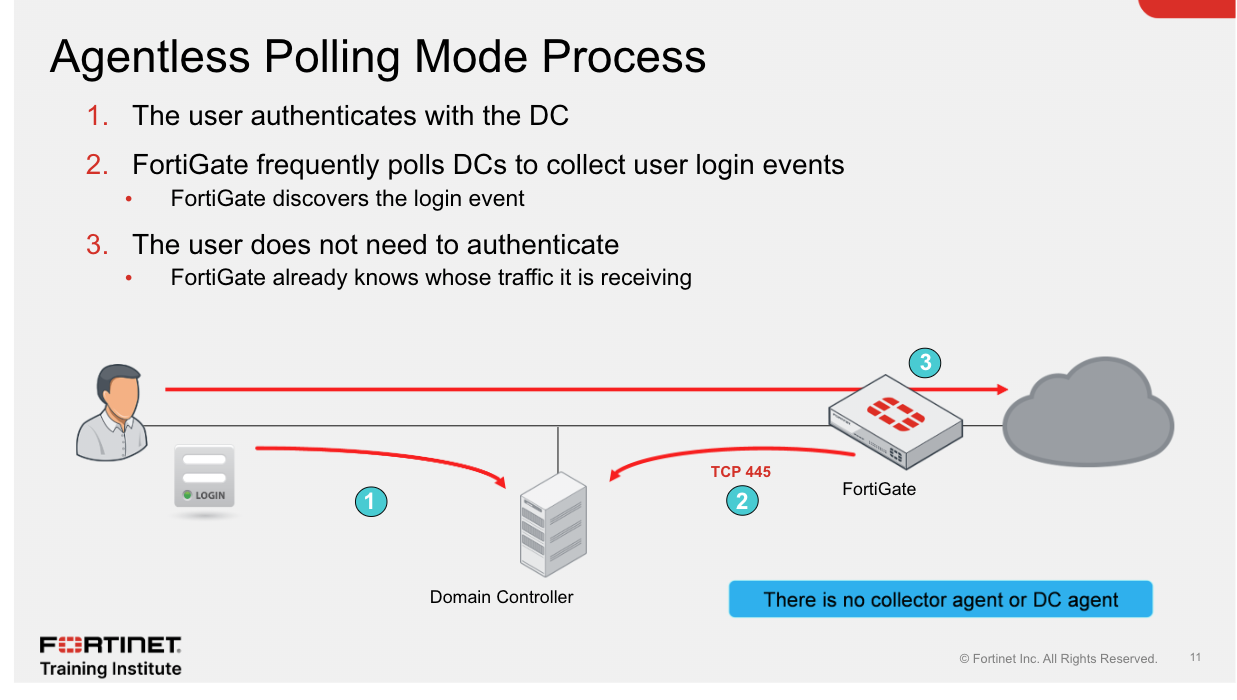 Agentless Polling Mode Process
1. The user authenticates with the DC
2. FortiGate frequently polls DCs to collect user login events
• FortiGate discovers the login event
3. The user does not need to authenticate
• FortiGate already knows whose traffic it is receiving
3
TCP 445
LOGIN
1
2
FortiGate
Domain Controller
There is no collector agent or DC agent
FORTINET
Training Institute
© Fortinet Inc. All Rights Reserved.
11